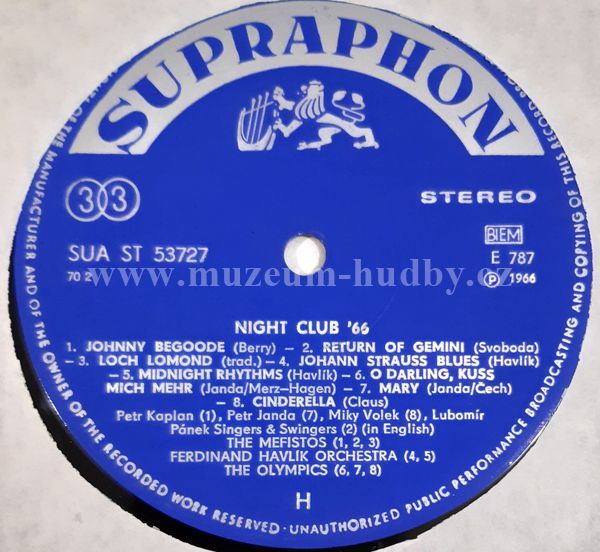 SUPRAPHON
33
STEREO
BIEM
SUA ST 53727
E 787
70 2
Ⓟ 1966
www.muzeum-hudby.cz
NIGHT CLUB '66
1. JOHNNY BEGOODE (Berry) – 2. RETURN OF GEMINI (Svoboda)
– 3. LOCH LOMOND (trad.) – 4. JOHANN STRAUSS BLUES (Havlík)
– 5. MIDNIGHT RHYTHMS (Havlík) – 6. O DARLING, KUSS
MICH MEHR (Janda/Merz-Hagen) – 7. MARY (Janda/Čech)
– 8. CINDERELLA (Claus)
Petr Kaplan (1), Petr Janda (7), Miky Volek (8), Lubomír
Pánek Singers & Swingers (2) (in English)
THE MEFISTOS (1, 2, 3)
FERDINAND HAVLÍK ORCHESTRA (4, 5)
THE OLYMPICS (6, 7, 8)
H
OF THE MANUFACTURER AND OF THE OWNER OF THE RECORDED WORK RESERVED · UNAUTHORIZED PUBLIC PERFORMANCE BROADCASTING AND COPYING OF THIS RECORD